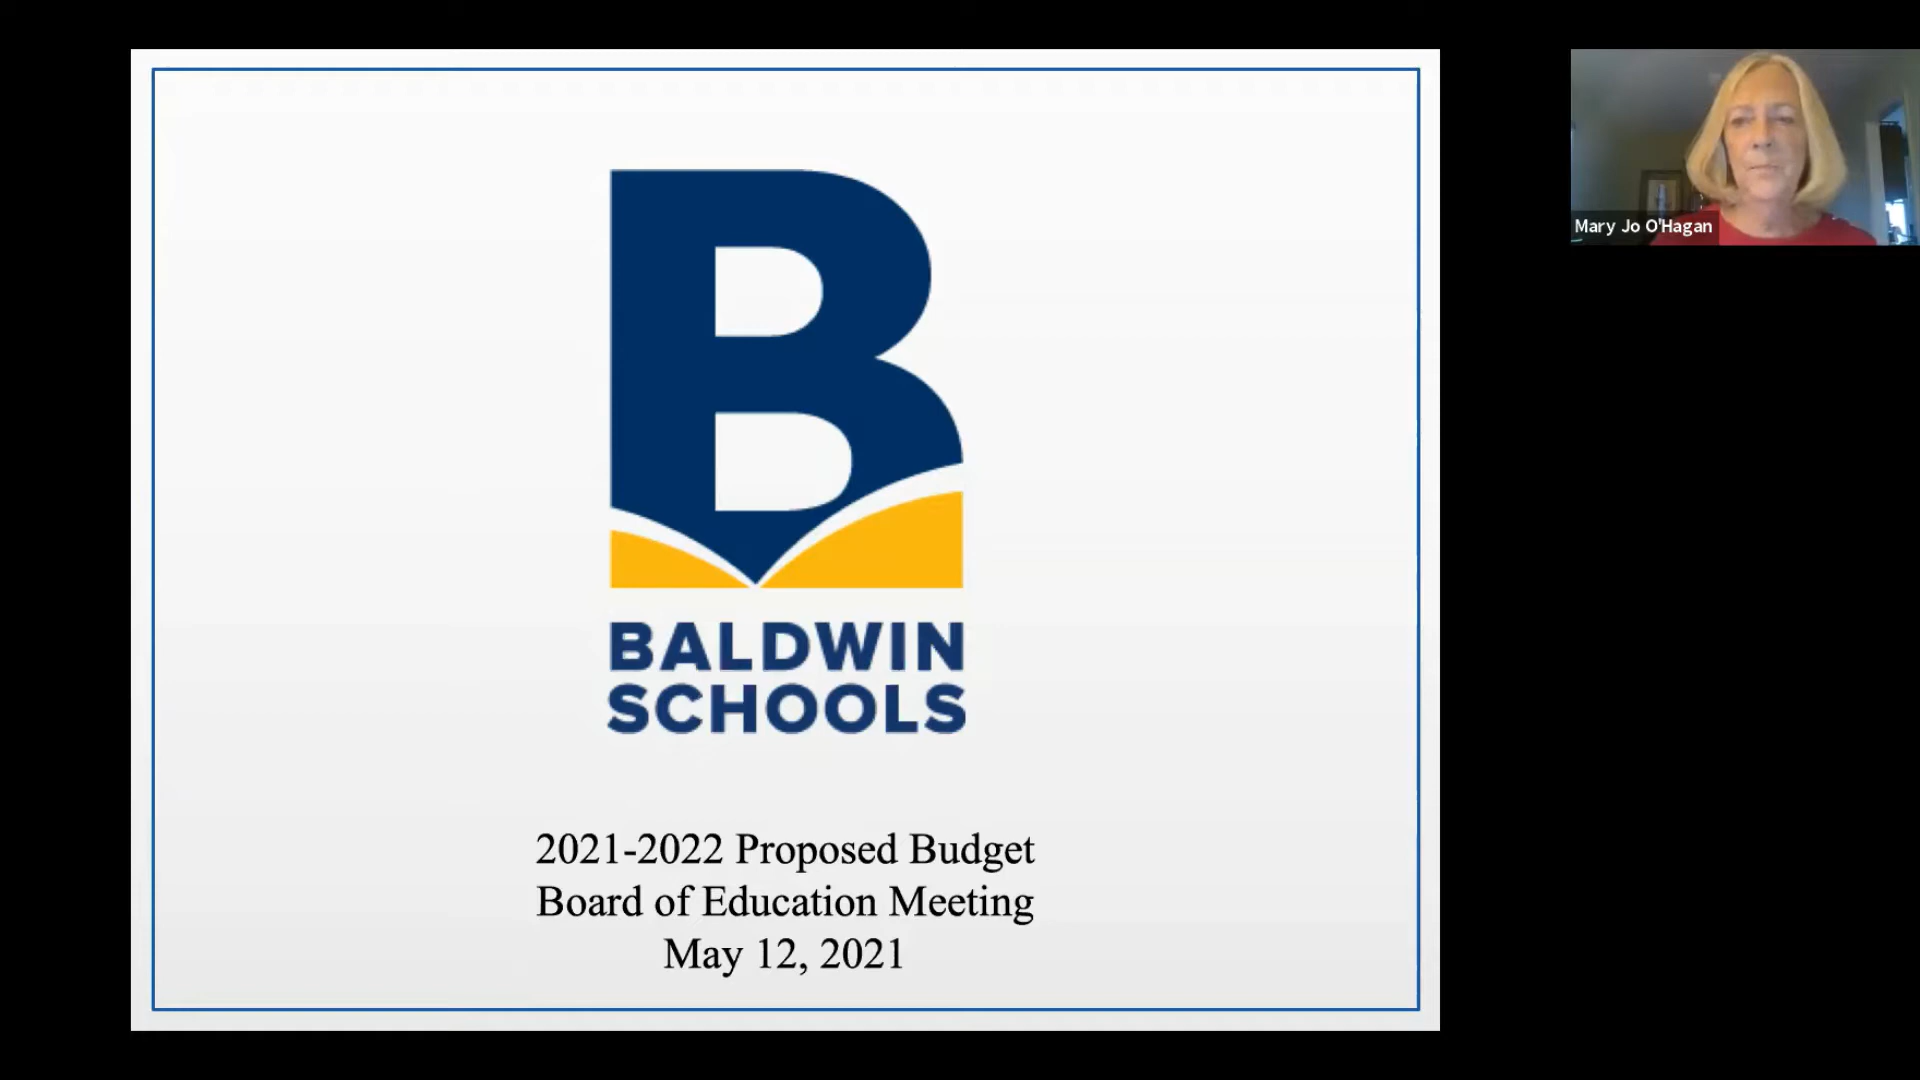 B
BALDWIN
SCHOOLS
2021-2022 Proposed Budget
Board of Education Meeting
May 12, 2021
Mary Jo O'Hagan